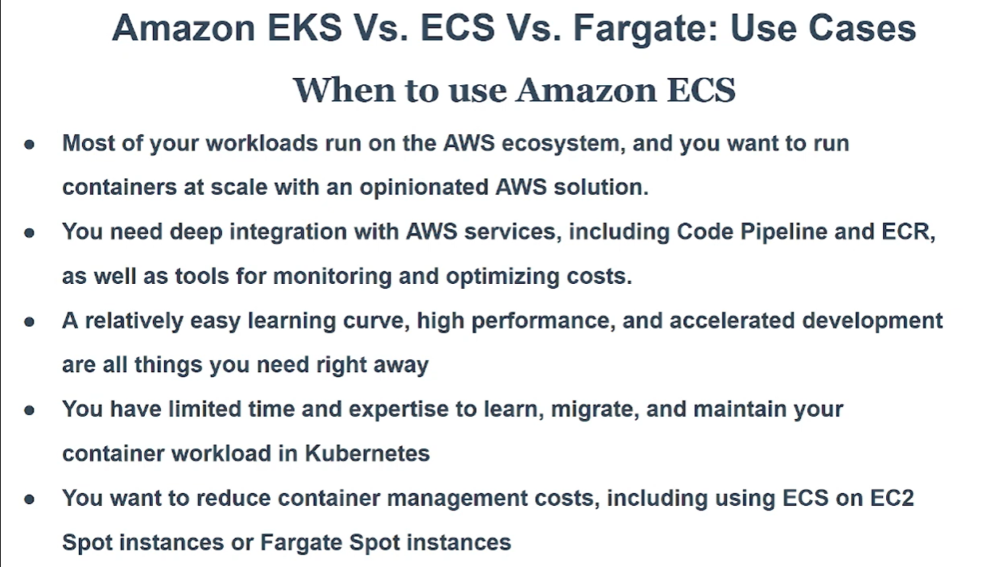 Amazon EKS Vs. ECS Vs. Fargate: Use Cases
When to use Amazon ECS
● Most of your workloads run on the AWS ecosystem, and you want to run
containers at scale with an opinionated AWS solution.
● You need deep integration with AWS services, including Code Pipeline and ECR,
as well as tools for monitoring and optimizing costs.
● A relatively easy learning curve, high performance, and accelerated development
are all things you need right away
● You have limited time and expertise to learn, migrate, and maintain your
container workload in Kubernetes
● You want to reduce container management costs, including using ECS on EC2
Spot instances or Fargate Spot instances